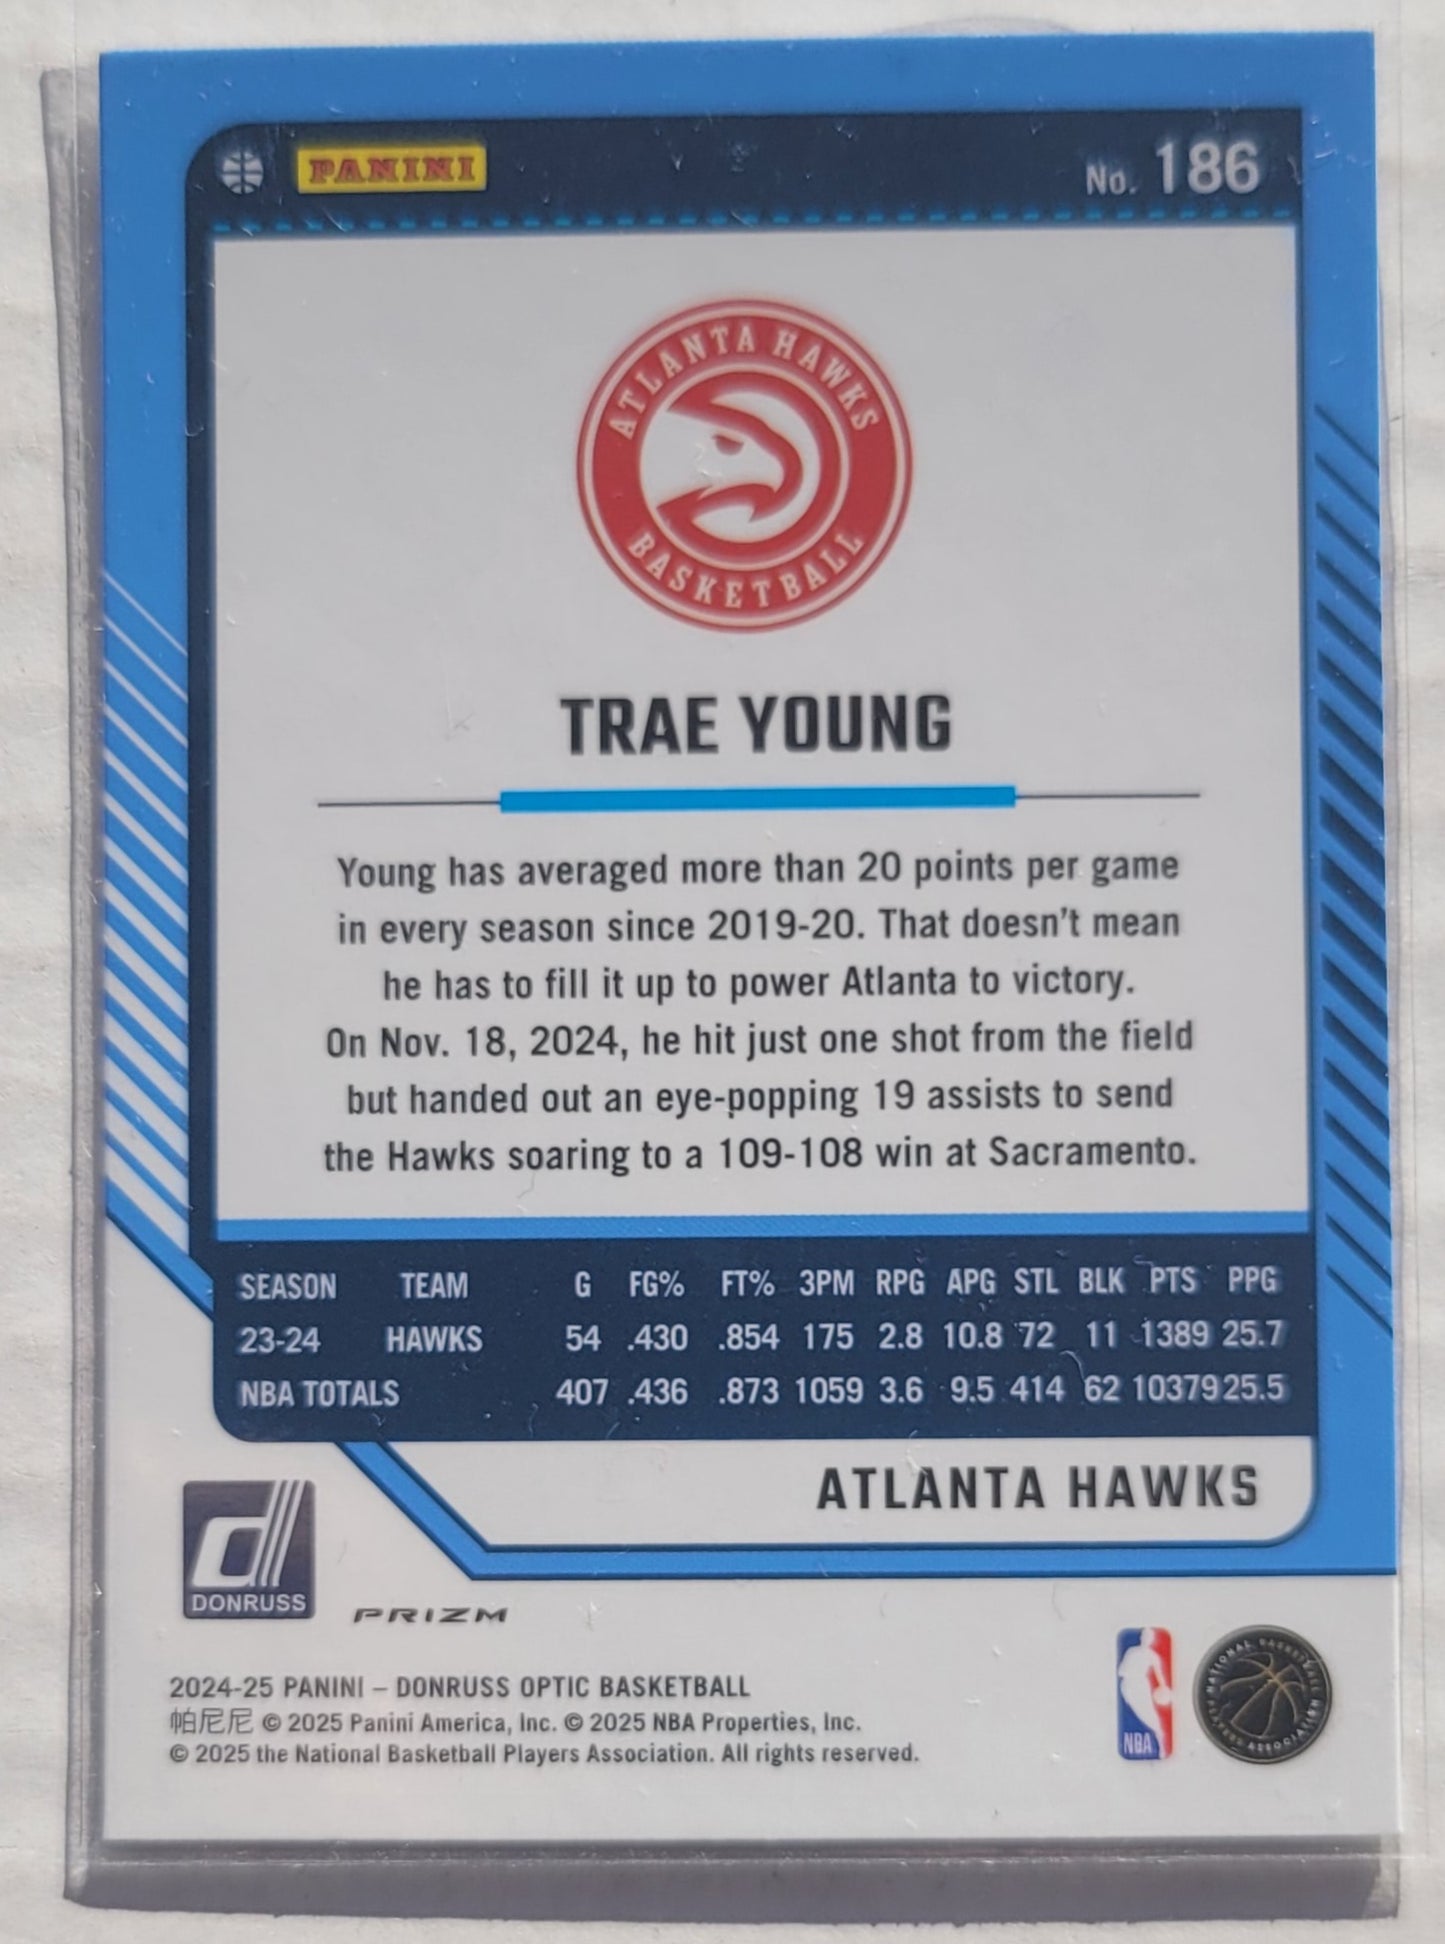 PANINI
No. 186
ATLANTA HAWKS
BASKETBALL
TRAE YOUNG
Young has averaged more than 20 points per game
in every season since 2019-20. That doesn't mean
he has to fill it up to power Atlanta to victory.
On Nov. 18, 2024, he hit just one shot from the field
but handed out an eye-popping 19 assists to send
the Hawks soaring to a 109-108 win at Sacramento.
SEASON TEAM G FG% FT% 3PM RPG APG STL BLK PTS PPG
23-24 HAWKS 54 .430 .854 175 2.8 10.8 72 11 1389 25.7
NBA TOTALS 407 .436 .873 1059 3.6 9.5 414 62 10379 25.5
ATLANTA HAWKS
DONRUSS
PRIZM
2024-25 PANINI – DONRUSS OPTIC BASKETBALL
帕尼尼 © 2025 Panini America, Inc. © 2025 NBA Properties, Inc.
© 2025 the National Basketball Players Association. All rights reserved.
NBA
NATIONAL BASKETBALL
PLAYERS ASSOCIATION